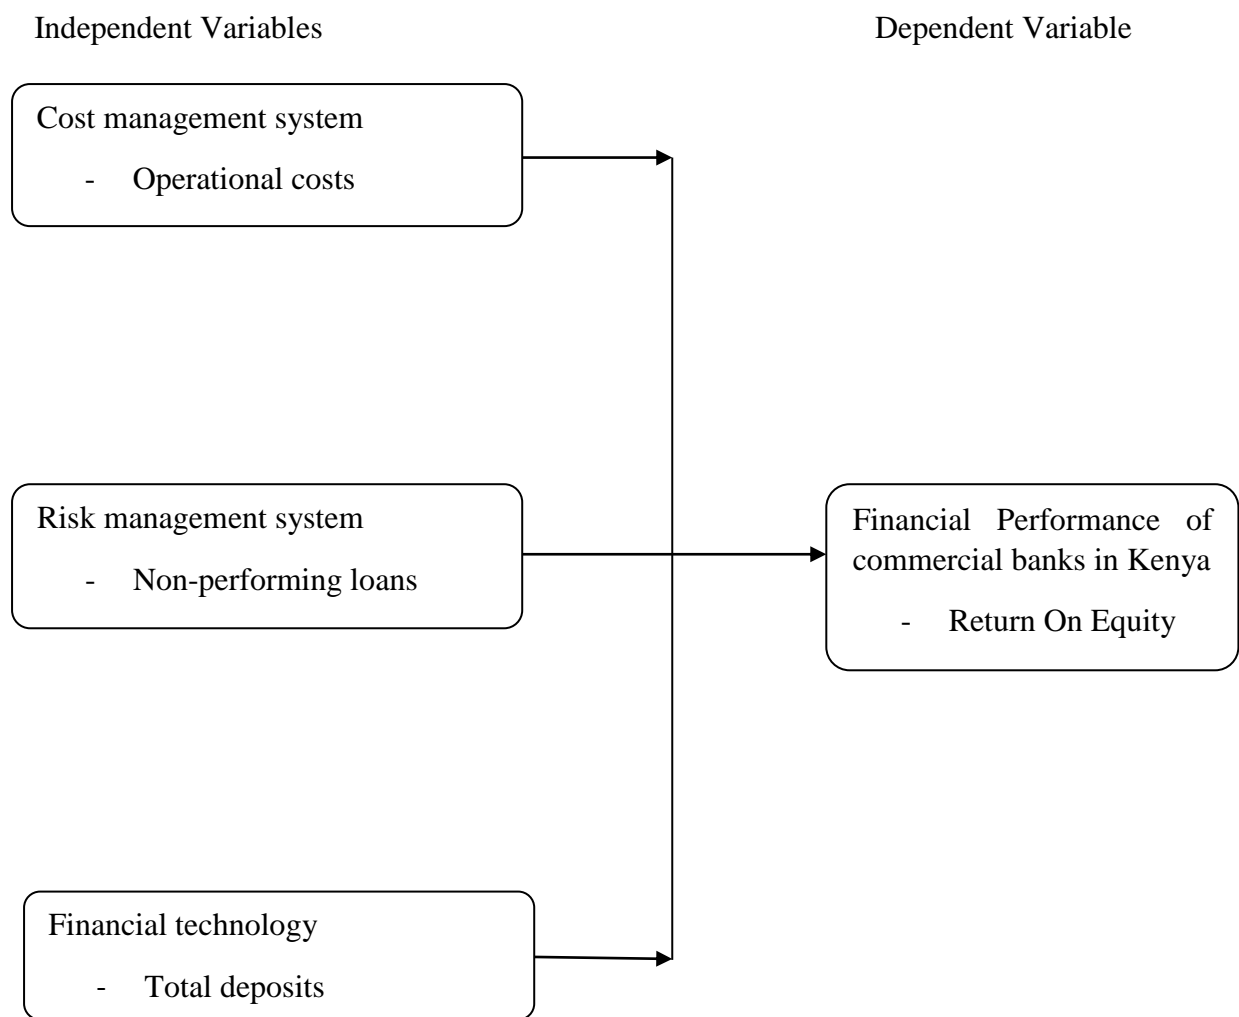 Independent Variables
Dependent Variable
Cost management system
- Operational costs
Risk management system
- Non-performing loans
Financial Performance of
commercial banks in Kenya
- Return On Equity
Financial technology
- Total deposits